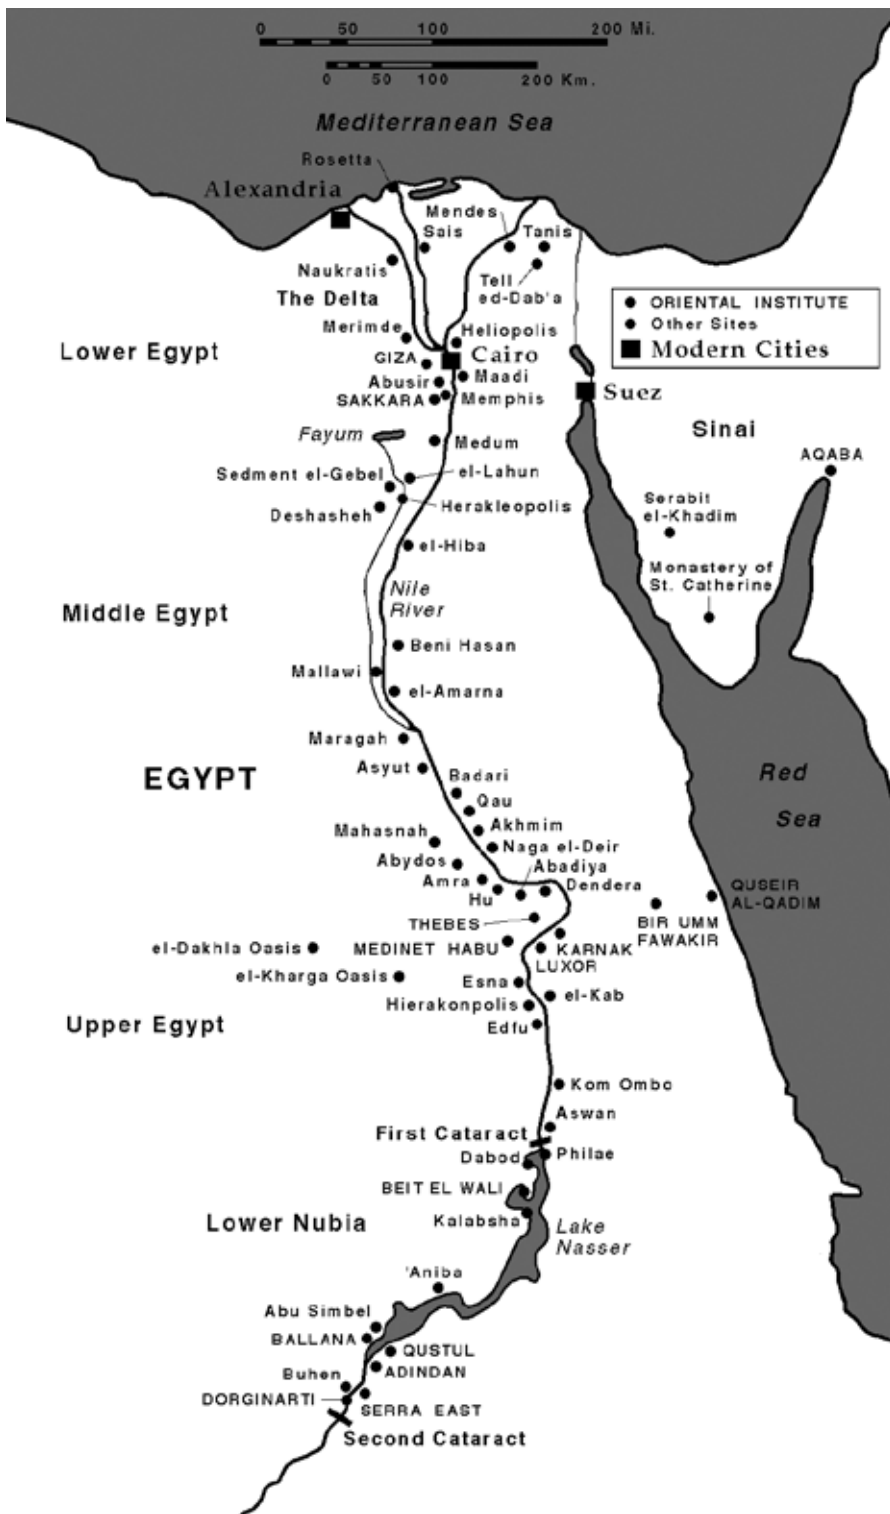 0 50 100 200 Mi.
0 50 100 200 Km.
Mediterranean Sea
Rosetta
Alexandria
Mendes
Sais
Tanis
Naukratis
Tell
ed-Dab'a
The Delta
ORIENTAL INSTITUTE
Other Sites
Modern Cities
Merimde
Heliopolis
Lower Egypt
GIZA
Cairo
Abusir
Maadi
SAKKARA
Memphis
Suez
Fayum
Medum
Sinai
AQABA
Sedment el-Gebel
el-Lahun
Deshasheh
Herakleopolis
Serabit
el-Khadim
el-Hiba
Monastery of
St. Catherine
Nile
River
Middle Egypt
Beni Hasan
Mallawi
el-Amarna
Maragah
Asyut
EGYPT
Badari
Red
Sea
Qau
Mahasnah
Akhmim
Naga el-Deir
Abydos
Abadiya
Amra
Hu
Dendera
QUSEIR
AL-QADIM
THEBES
BIR UMM
FAWAKIR
el-Dakhla Oasis
MEDINET HABU
KARNAK
LUXOR
el-Kharga Oasis
Esna
el-Kab
Hierakonpolis
Upper Egypt
Edfu
Kom Ombo
Aswan
First Cataract
Dabod
Philae
BEIT EL WALI
Lower Nubia
Kalabsha
Lake
Nasser
'Aniba
Abu Simbel
BALLANA
QUSTUL
ADINDAN
Buhen
DORGINARTI
SERRA EAST
Second Cataract